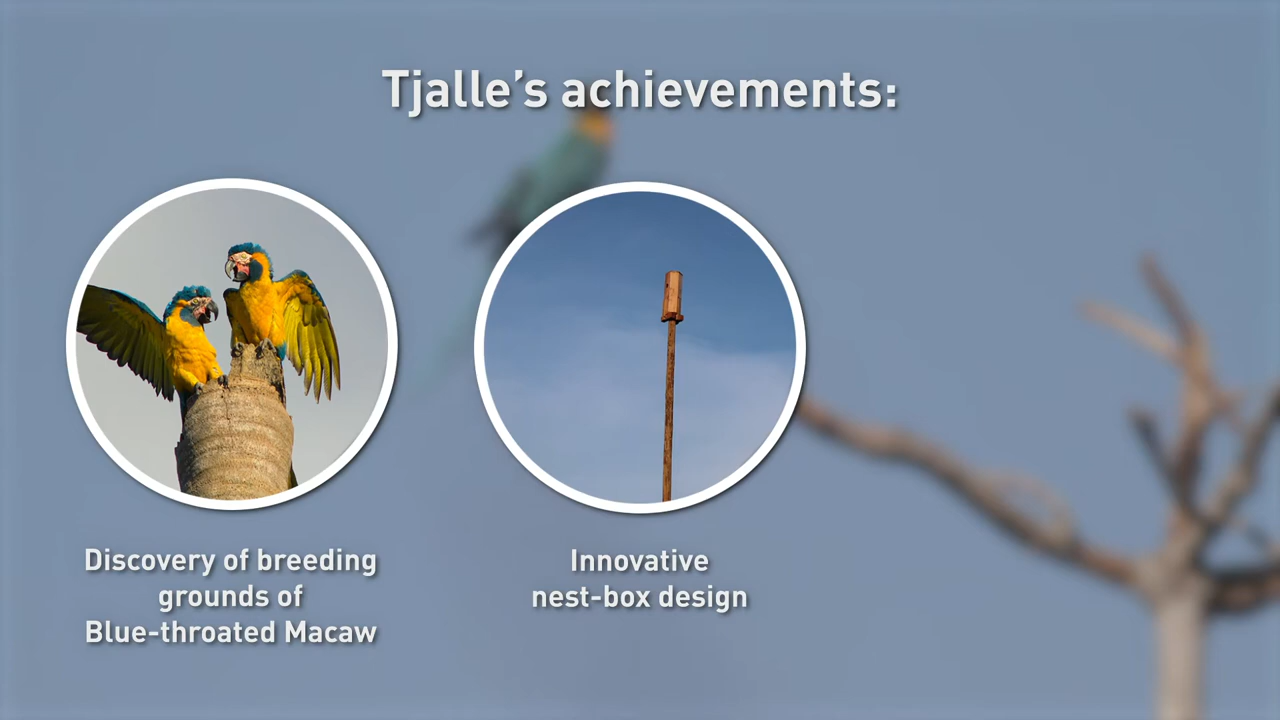 Tjalle’s achievements:
Discovery of breeding
grounds of
Blue-throated Macaw
Innovative
nest-box design